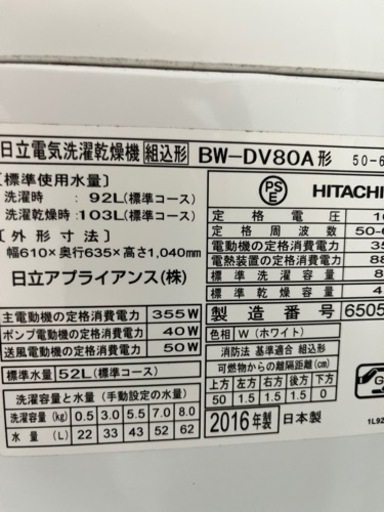 日立電気洗濯乾燥機 組込形 BW-DV80A形 50-6
〔標準使用水量〕
洗濯時 : 92L(標準コース)
洗濯乾燥時:103L(標準コース)
〔外形寸法〕
幅610×奥行635×高さ1,040mm
日立アプライアンス(株)
主電動機の定格消費電力 355W
ポンプ電動機の定格消費電力 40W
送風電動機の定格消費電力 50W
標準水量 52L(標準コース)
洗濯容量と水量(手動設定の水量)
洗濯容量(kg) 0.5 3.0 5.5 7.0 8.0
水量(L) 22 33 43 52 62
PSE HITACHI
定格電圧 10
定格周波数 50-6
電動機の定格消費電力 35
電熱装置の定格消費電力 88
標準洗濯容量 8
標準乾燥容量 4
製造番号 6505
色相 W(ホワイト)
消防法 基準適合 組込形
可燃物からの離隔距離(cm)
上方 左方 右方 後方 下方
50 1.5 1.5 1.5 0
2016年製 日本製
1L92